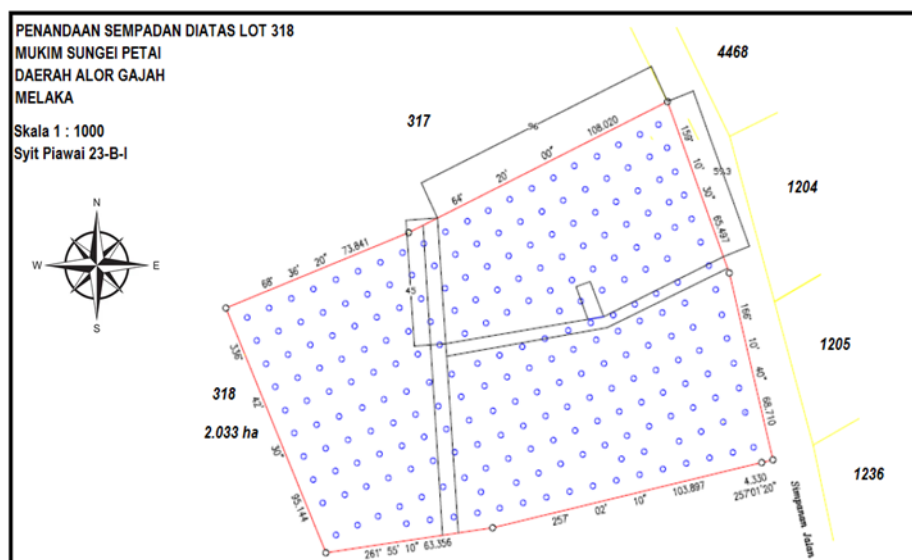 PENANDAAN SEMPADAN DIATAS LOT 318
MUKIM SUNGEI PETAI
DAERAH ALOR GAJAH
MELAKA
Skala 1 : 1000
Syit Piawai 23-B-I
N
W E
S
4468
317
96
64' 20' 00" 108.020
159' 10' 30" 65.497
1204
68' 36' 20" 73.841
45
1205
336' 42' 30" 95.144
318
2.033 ha
166' 10' 40" 68.710
1236
4.330
257'01'20"
257' 02' 10" 103.897
261' 55' 10" 63.356
Simpanan Jalan